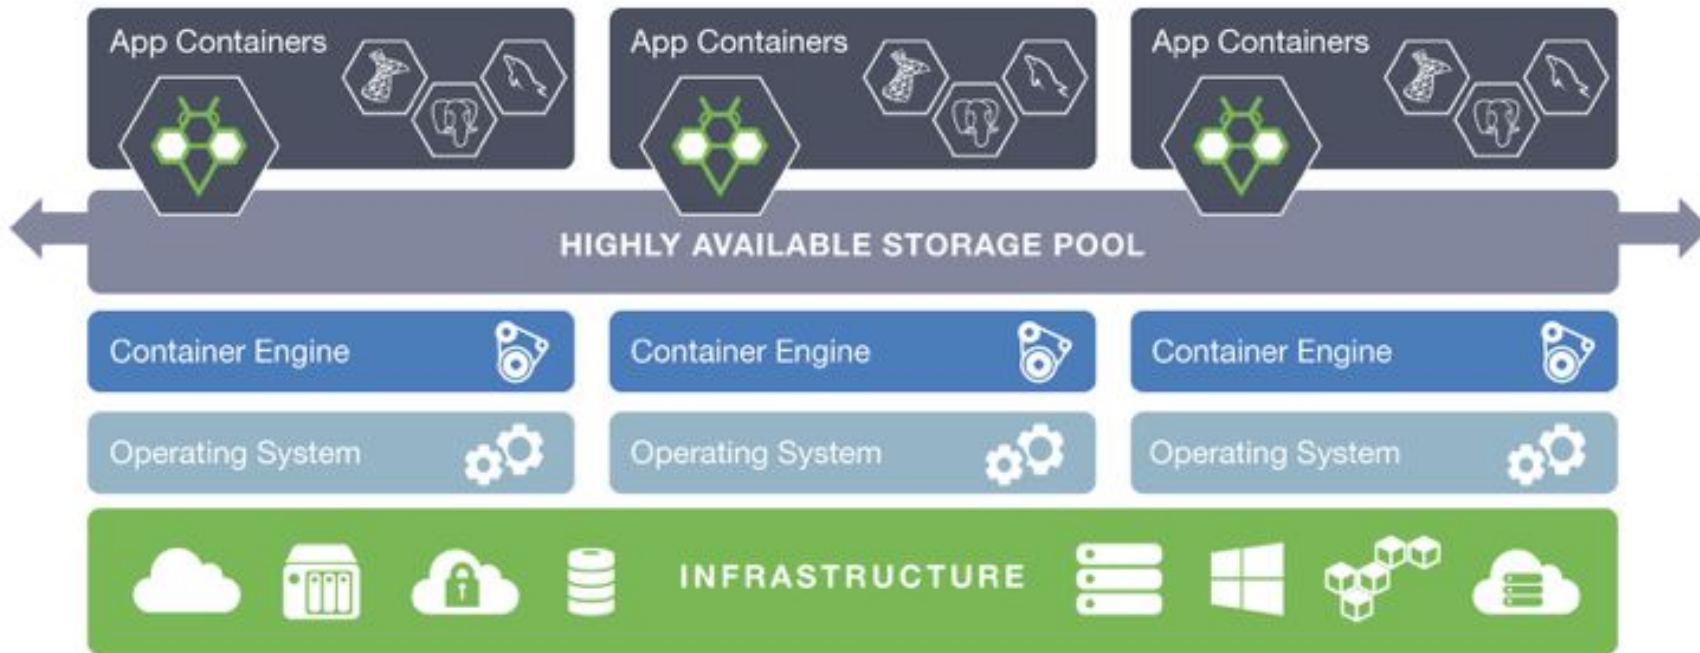 App Containers
App Containers
App Containers
HIGHLY AVAILABLE STORAGE POOL
Container Engine
Container Engine
Container Engine
Operating System
Operating System
Operating System
INFRASTRUCTURE